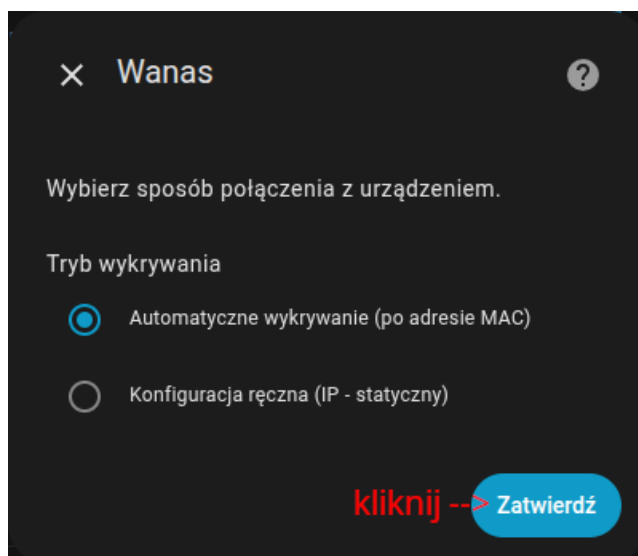 Wanas
Wybierz sposób połączenia z urządzeniem.
Tryb wykrywania
Automatyczne wykrywanie (po adresie MAC)
Konfiguracja ręczna (IP - statyczny)
kliknij --> Zatwierdź